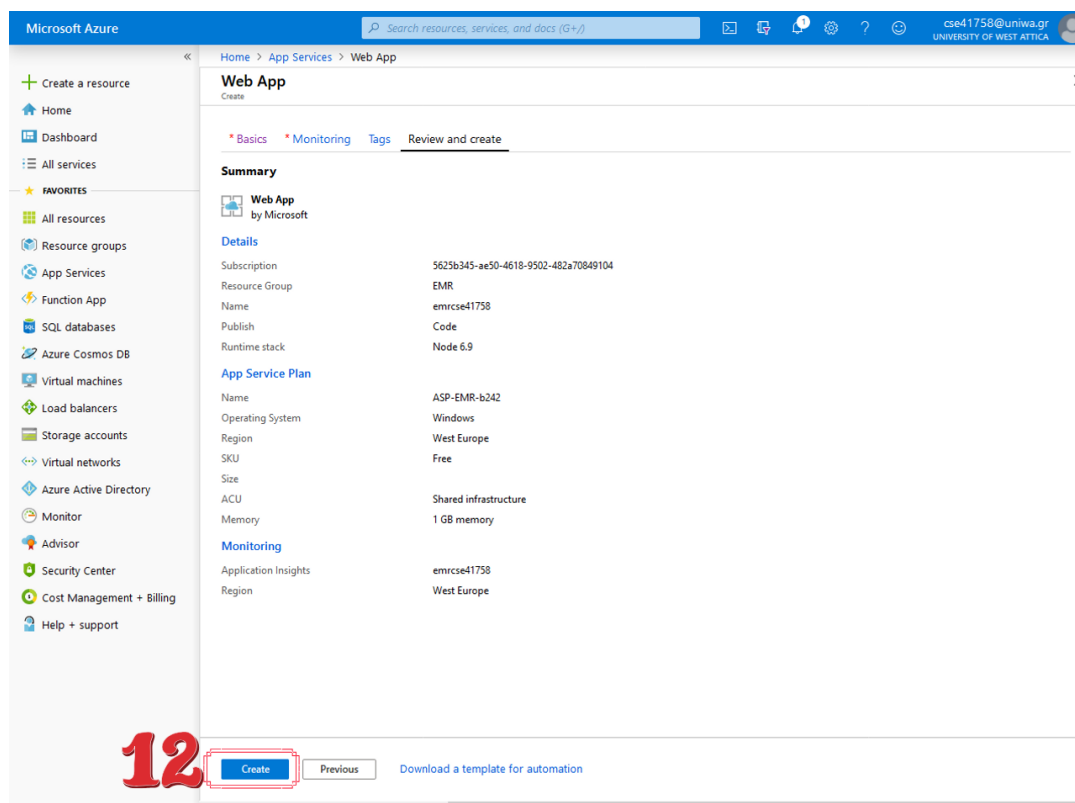 Microsoft Azure
Search resources, services, and docs (G+/)
1
cse41758@uniwa.gr
UNIVERSITY OF WEST ATTICA
«
Create a resource
Home
Dashboard
All services
FAVORITES
All resources
Resource groups
App Services
Function App
SQL databases
Azure Cosmos DB
Virtual machines
Load balancers
Storage accounts
Virtual networks
Azure Active Directory
Monitor
Advisor
Security Center
Cost Management + Billing
Help + support
Home > App Services > Web App
Web App
Create
* Basics * Monitoring Tags Review and create
Summary
Web App
by Microsoft
Details
Subscription 5625b345-ae50-4618-9502-482a70849104
Resource Group EMR
Name emrcse41758
Publish Code
Runtime stack Node 6.9
App Service Plan
Name ASP-EMR-b242
Operating System Windows
Region West Europe
SKU Free
Size
ACU Shared infrastructure
Memory 1 GB memory
Monitoring
Application Insights emrcse41758
Region West Europe
12
Create Previous Download a template for automation